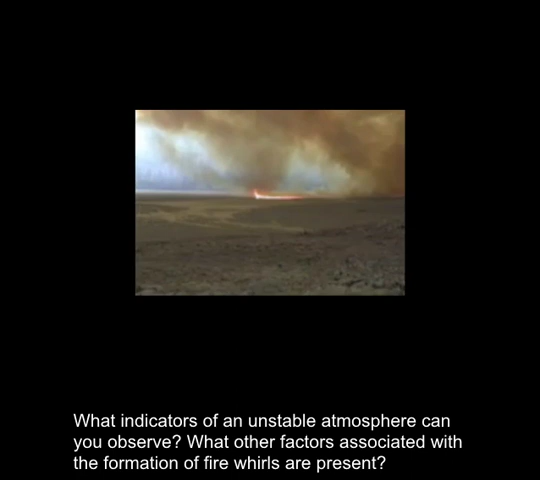 What indicators of an unstable atmosphere can
you observe? What other factors associated with
the formation of fire whirls are present?